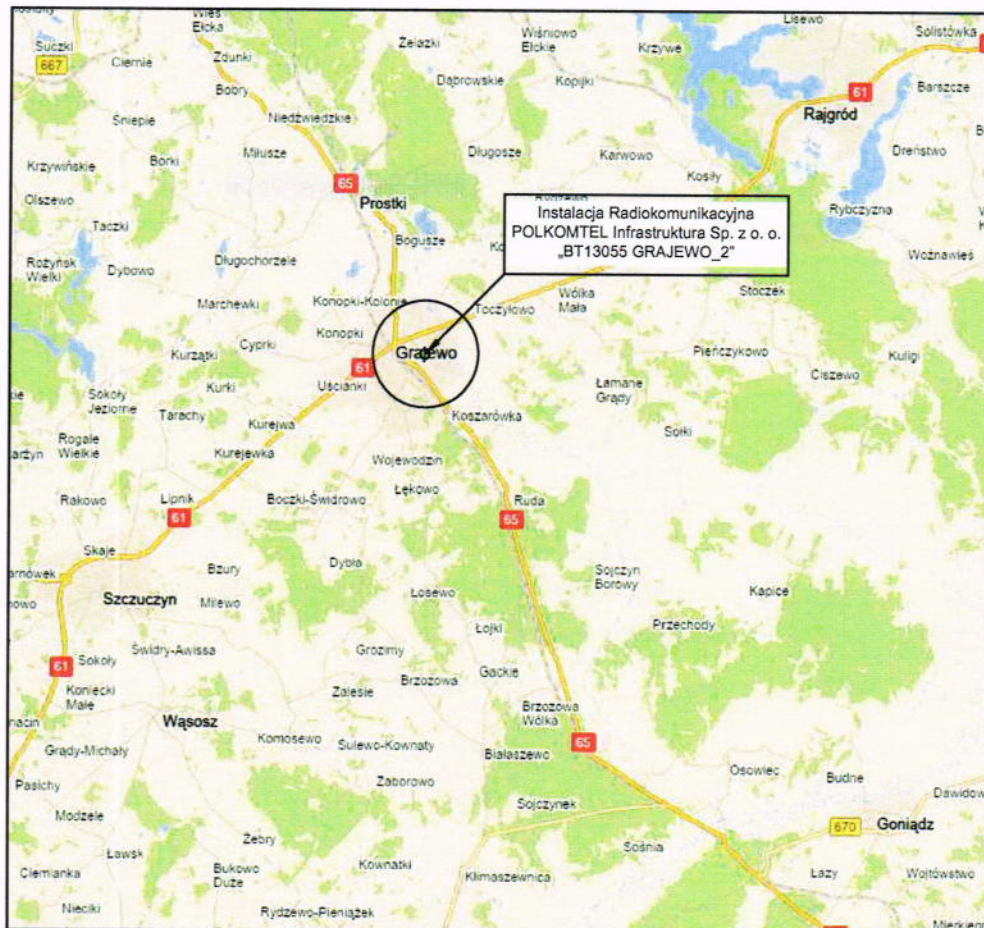 Wieś
Ełcka
Żelazki
Wiśniowo
Ełckie
Krzywe
Lisewo
Solistówka
Suczki
667
Ciernie
Zdunki
Dąbrowskie
Kopijki
61
Barszcze
Bobry
Rajgród
Śniepie
Niedźwiedzkie
Krzywińskie
Borki
Miłusze
Długosze
Karwowo
Dreństwo
Kosiły
65
Olszewo
Prostki
Taczki
Rybczyzna
Instalacja Radiokomunikacyjna
POLKOMTEL Infrastruktura Sp. z o. o.
„BT13055 GRAJEWO_2”
Bogusze
Rożyńsk
Wielki
Dybowo
Długochorzele
Woźnawieś
Marchewki
Konopki-Kolonie
Toczyłowo
Wólka
Mała
Stoczek
Konopki
Kurzątki
Cyprki
Grajewo
Pieńczykowo
Kuligi
61
Ciszewo
Sokoły
Jeziorne
Kurki
Uścianki
Łamane
Grądy
Tarachy
Kurejwa
Koszarówka
Sołki
Rogale
Wielkie
Kurejewka
Wojewodzin
Rakowo
Lipnik
Boczki-Świdrowo
Łękowo
Ruda
61
65
Skaje
Bzury
Dybła
Sojczyn
Borowy
Szczuczyn
Milewo
Łosewo
Kapice
Przechody
Łojki
Sokoły
Świdry-Awissa
Grozimy
61
Brzozowa
Gackie
Koniecki
Małe
Zalesie
Brzozowa
Wólka
Wąsosz
Komosewo
Sulewo-Kownaty
65
Grądy-Michały
Białaszewo
Osowiec
Budne
Pasichy
Zaborowo
Modzele
Sojczynek
670
Goniądz
Ławsk
Żebry
Sośnia
Ciemianka
Bukowo
Duże
Kownatki
Klimaszewnica
Łazy
Wojtówstwo
Nieciki
Rydzewo-Pieniążek